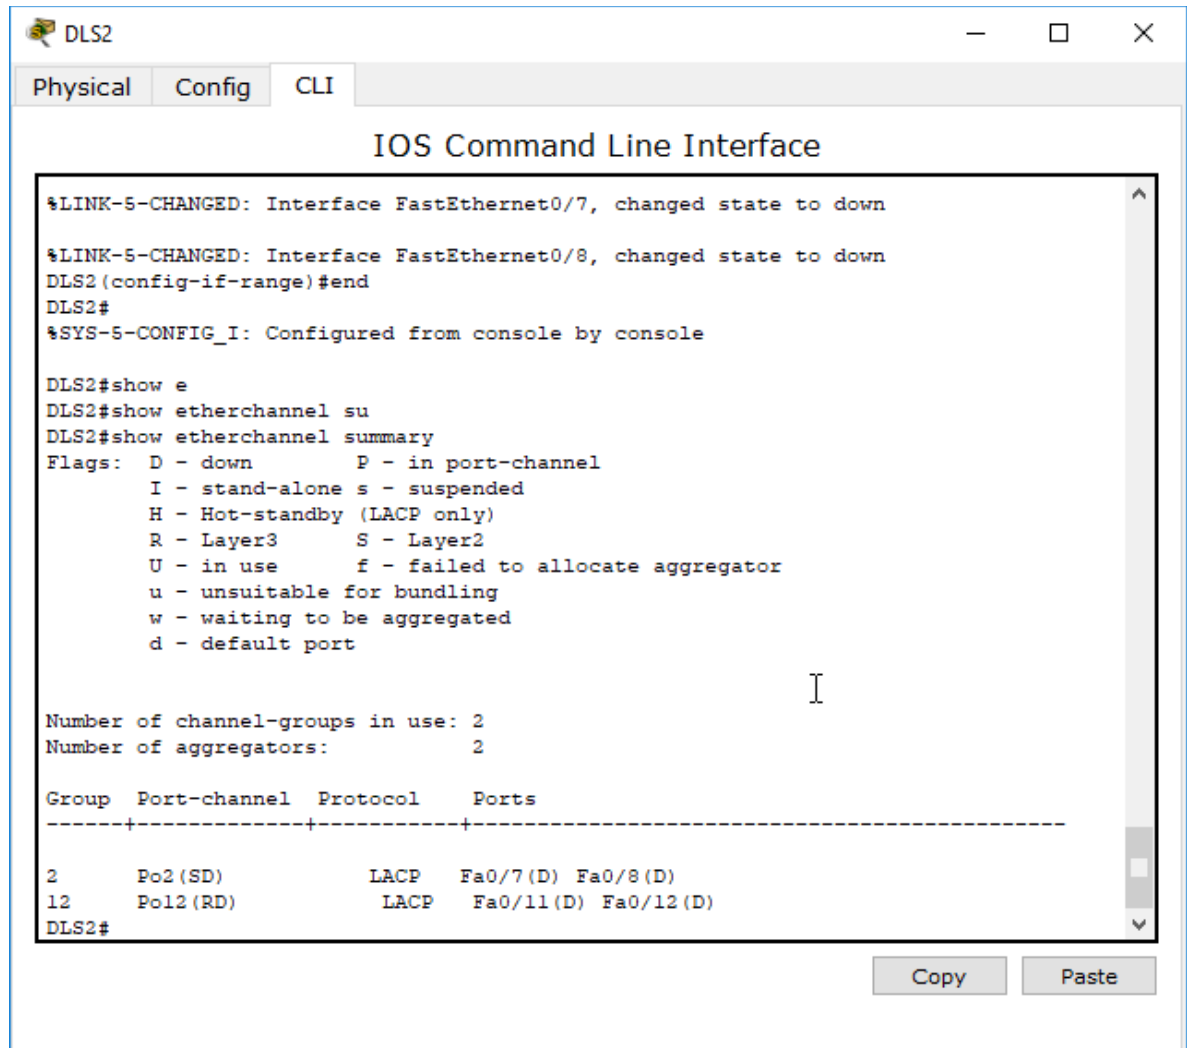 DLS2
Physical Config CLI
IOS Command Line Interface
%LINK-5-CHANGED: Interface FastEthernet0/7, changed state to down
%LINK-5-CHANGED: Interface FastEthernet0/8, changed state to down
DLS2(config-if-range)#end
DLS2#
%SYS-5-CONFIG_I: Configured from console by console
DLS2#show e
DLS2#show etherchannel su
DLS2#show etherchannel summary
Flags:  D - down        P - in port-channel
        I - stand-alone s - suspended
        H - Hot-standby (LACP only)
        R - Layer3      S - Layer2
        U - in use      f - failed to allocate aggregator
        u - unsuitable for bundling
        w - waiting to be aggregated
        d - default port
Number of channel-groups in use: 2
Number of aggregators:           2
Group  Port-channel  Protocol    Ports
------+-------------+-----------+----------------------------------------------
2      Po2(SD)           LACP   Fa0/7(D) Fa0/8(D)
12     Po12(RD)           LACP   Fa0/11(D) Fa0/12(D)
DLS2#
Copy Paste